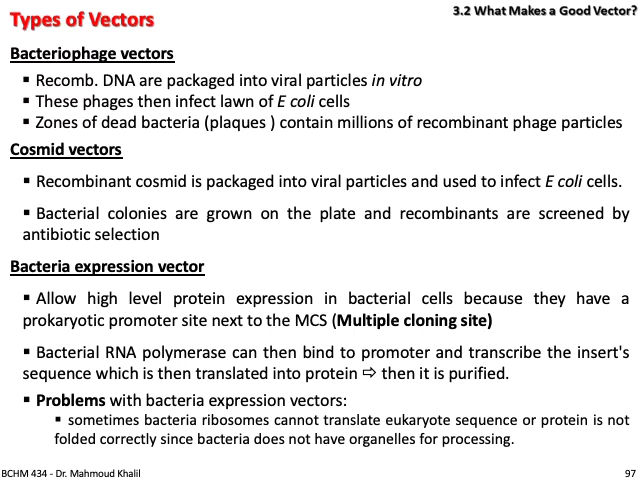 3.2 What Makes a Good Vector?
Types of Vectors
Bacteriophage vectors
▪ Recomb. DNA are packaged into viral particles in vitro
▪ These phages then infect lawn of E coli cells
▪ Zones of dead bacteria (plaques ) contain millions of recombinant phage particles
Cosmid vectors
▪ Recombinant cosmid is packaged into viral particles and used to infect E coli cells.
▪ Bacterial colonies are grown on the plate and recombinants are screened by
antibiotic selection
Bacteria expression vector
▪ Allow high level protein expression in bacterial cells because they have a
prokaryotic promoter site next to the MCS (Multiple cloning site)
▪ Bacterial RNA polymerase can then bind to promoter and transcribe the insert's
sequence which is then translated into protein ⇨ then it is purified.
▪ Problems with bacteria expression vectors:
▪ sometimes bacteria ribosomes cannot translate eukaryote sequence or protein is not
folded correctly since bacteria does not have organelles for processing.
BCHM 434 - Dr. Mahmoud Khalil
97